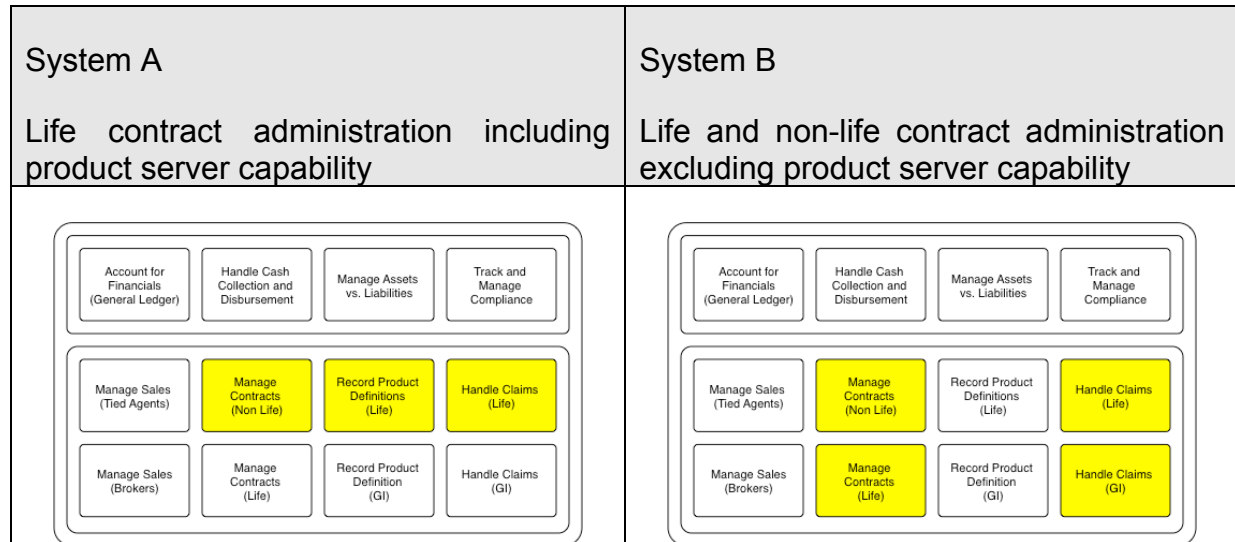 System A
Life contract administration including
product server capability
System B
Life and non-life contract administration
excluding product server capability
Account for
Financials
(General Ledger)
Handle Cash
Collection and
Disbursement
Manage Assets
vs. Liabilities
Track and
Manage
Compliance
Manage Sales
(Tied Agents)
Manage
Contracts
(Non Life)
Record Product
Definitions
(Life)
Handle Claims
(Life)
Manage Sales
(Brokers)
Manage
Contracts
(Life)
Record Product
Definition
(GI)
Handle Claims
(GI)
Account for
Financials
(General Ledger)
Handle Cash
Collection and
Disbursement
Manage Assets
vs. Liabilities
Track and
Manage
Compliance
Manage Sales
(Tied Agents)
Manage
Contracts
(Non Life)
Record Product
Definitions
(Life)
Handle Claims
(Life)
Manage Sales
(Brokers)
Manage
Contracts
(Life)
Record Product
Definition
(GI)
Handle Claims
(GI)